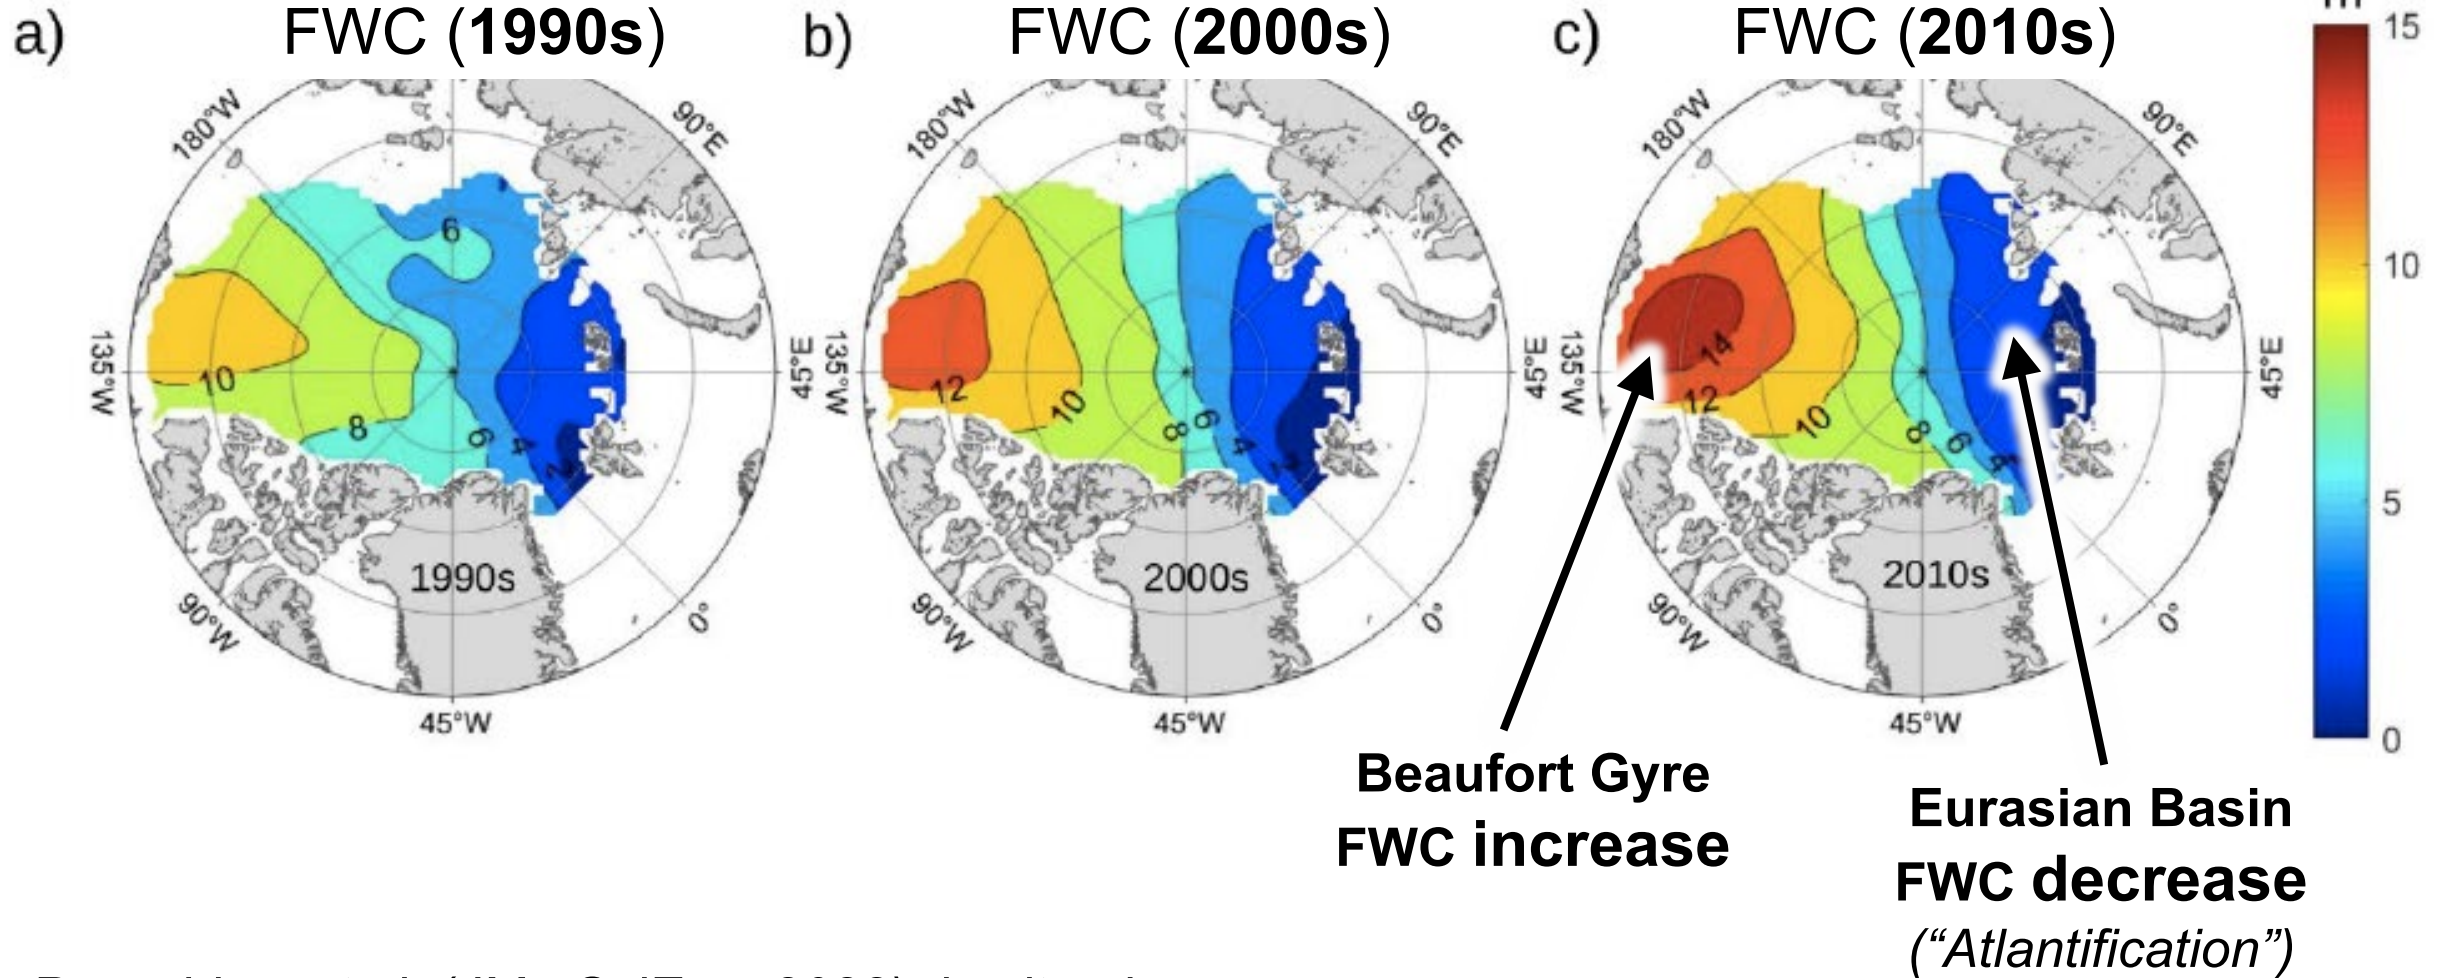 a) FWC (1990s) b) FWC (2000s) c) FWC (2010s) m
15
180°W 90°E 180°W 90°E 180°W 90°E
6
10
135°W 45°E 135°W 45°E 135°W 45°E
10 8 6 4 2
12 10 8 6 4 2
14 12 10 8 6 4
5
1990s 2000s 2010s
90°W 0° 90°W 0° 90°W 0°
45°W 45°W 45°W
0
Beaufort Gyre
FWC increase
Eurasian Basin
FWC decrease
("Atlantification")